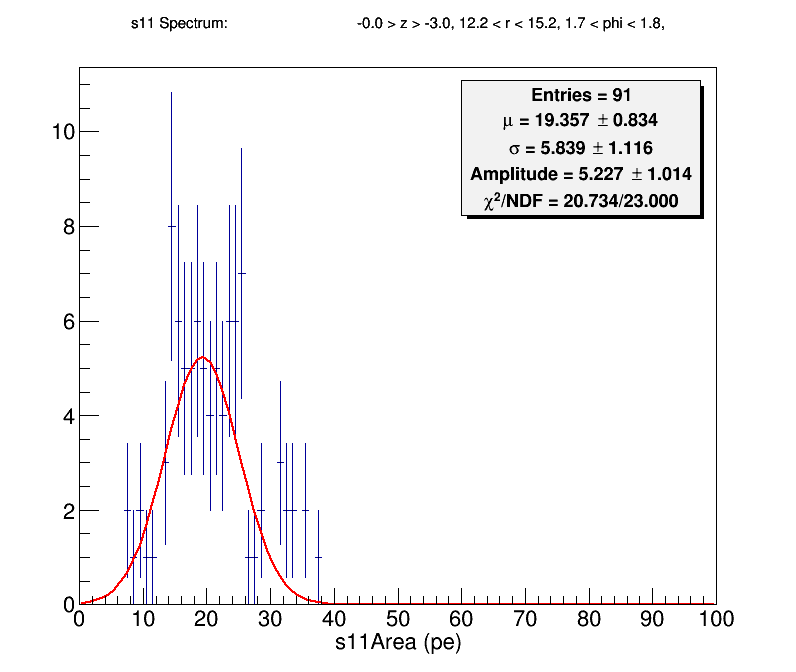 s11 Spectrum: -0.0 > z > -3.0, 12.2 < r < 15.2, 1.7 < phi < 1.8,
Entries = 91
μ = 19.357 ± 0.834
σ = 5.839 ± 1.116
Amplitude = 5.227 ± 1.014
χ²/NDF = 20.734/23.000
10
8
6
4
2
0
0 10 20 30 40 50 60 70 80 90 100
s11Area (pe)